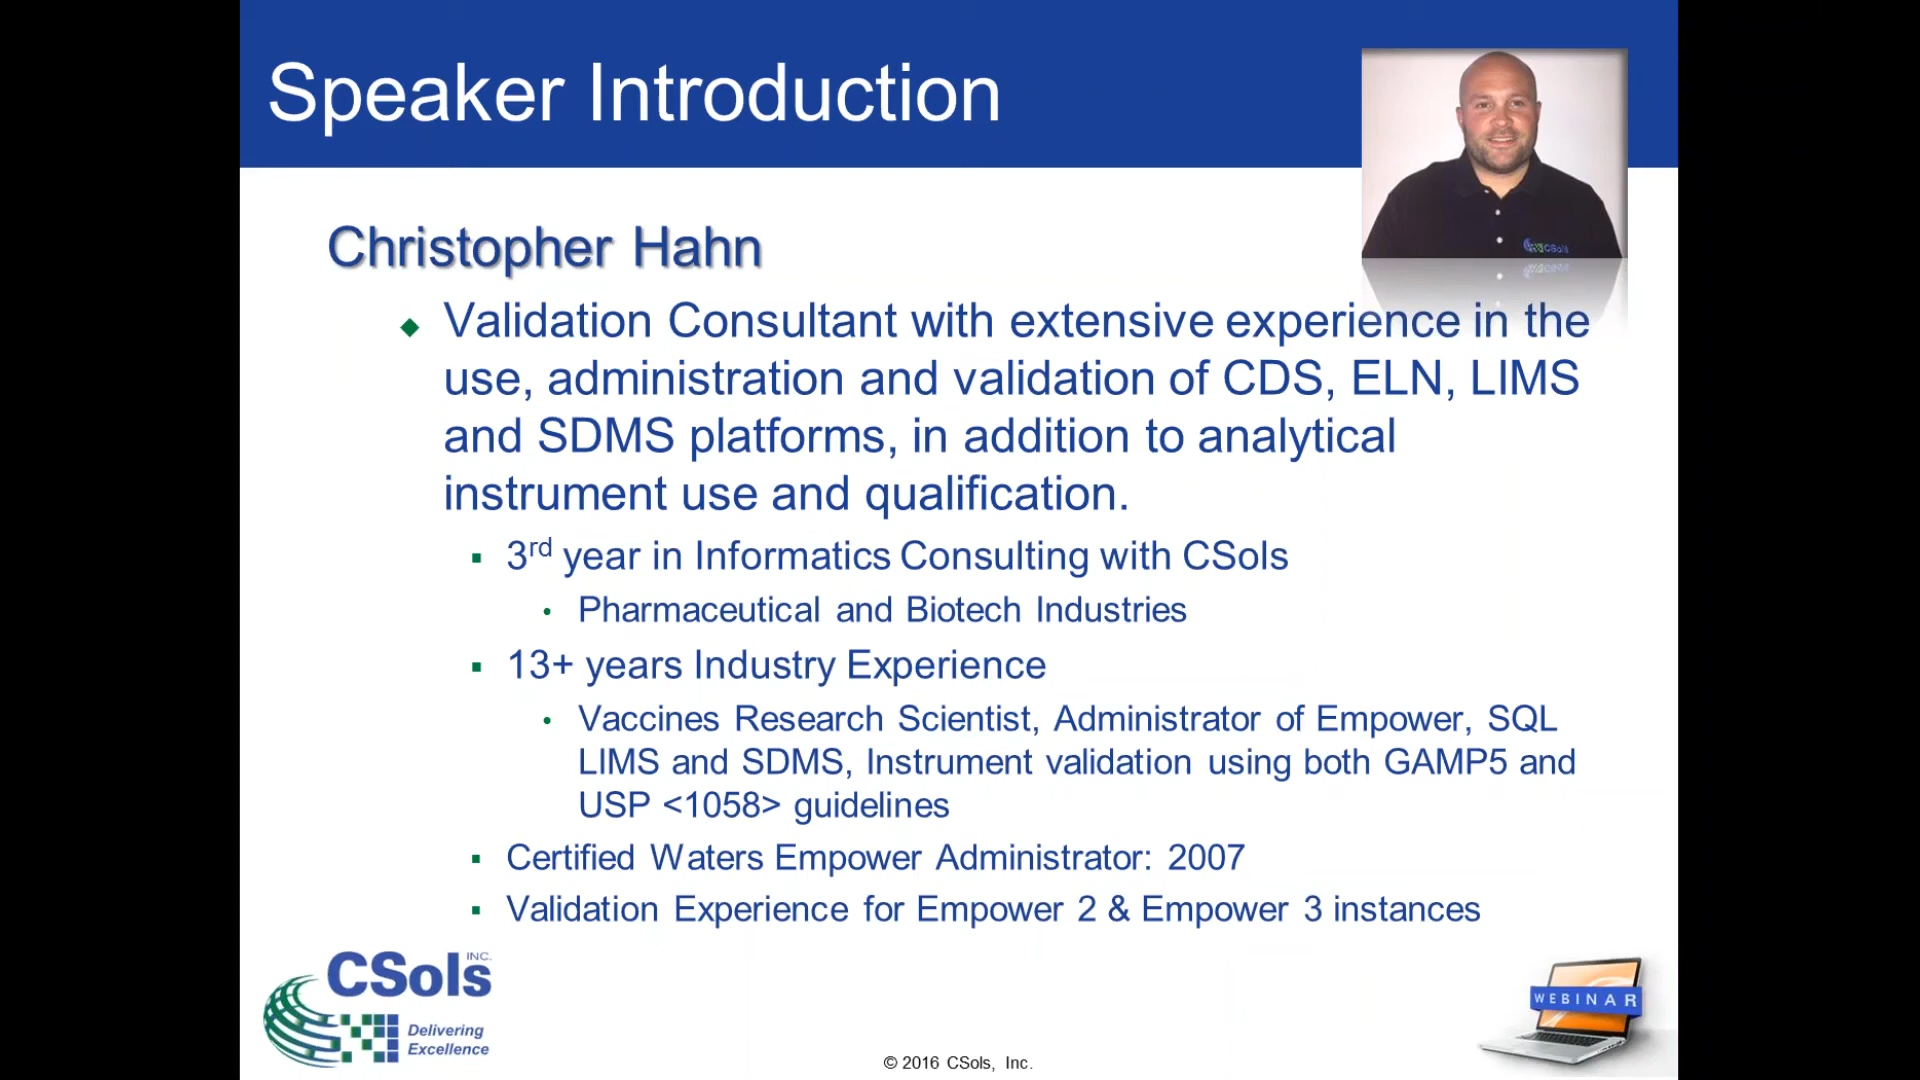 Speaker Introduction
CSols
Christopher Hahn
Validation Consultant with extensive experience in the
use, administration and validation of CDS, ELN, LIMS
and SDMS platforms, in addition to analytical
instrument use and qualification.
3rd year in Informatics Consulting with CSols
Pharmaceutical and Biotech Industries
13+ years Industry Experience
Vaccines Research Scientist, Administrator of Empower, SQL
LIMS and SDMS, Instrument validation using both GAMP5 and
USP <1058> guidelines
Certified Waters Empower Administrator: 2007
Validation Experience for Empower 2 & Empower 3 instances
CSols INC.
Delivering
Excellence
WEBINAR
© 2016 CSols, Inc.